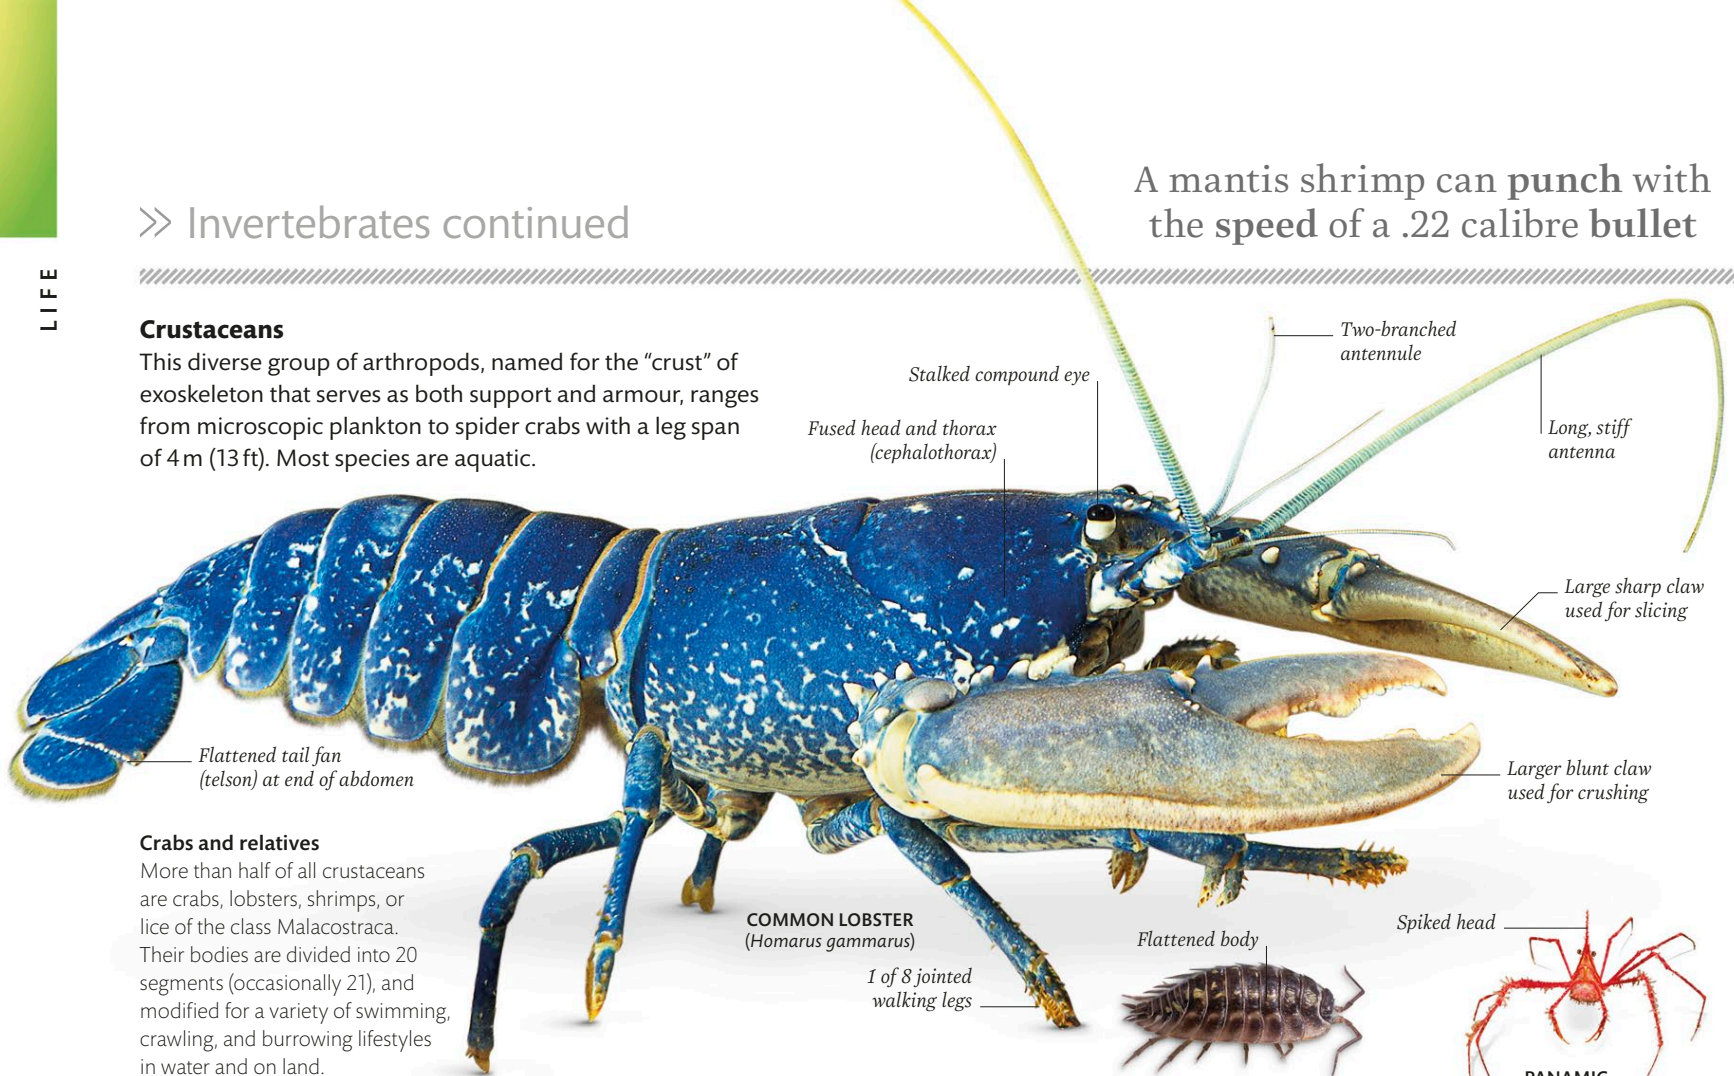 LIFE
Invertebrates continued
A mantis shrimp can punch with
the speed of a .22 calibre bullet
Crustaceans
This diverse group of arthropods, named for the “crust” of
exoskeleton that serves as both support and armour, ranges
from microscopic plankton to spider crabs with a leg span
of 4 m (13 ft). Most species are aquatic.
Stalked compound eye
Fused head and thorax
(cephalothorax)
Two-branched
antennule
Long, stiff
antenna
Large sharp claw
used for slicing
Larger blunt claw
used for crushing
Flattened tail fan
(telson) at end of abdomen
Crabs and relatives
More than half of all crustaceans
are crabs, lobsters, shrimps, or
lice of the class Malacostraca.
Their bodies are divided into 20
segments (occasionally 21), and
modified for a variety of swimming,
crawling, and burrowing lifestyles
in water and on land.
COMMON LOBSTER
(Homarus gammarus)
1 of 8 jointed
walking legs
Flattened body
Spiked head
PANAMIC